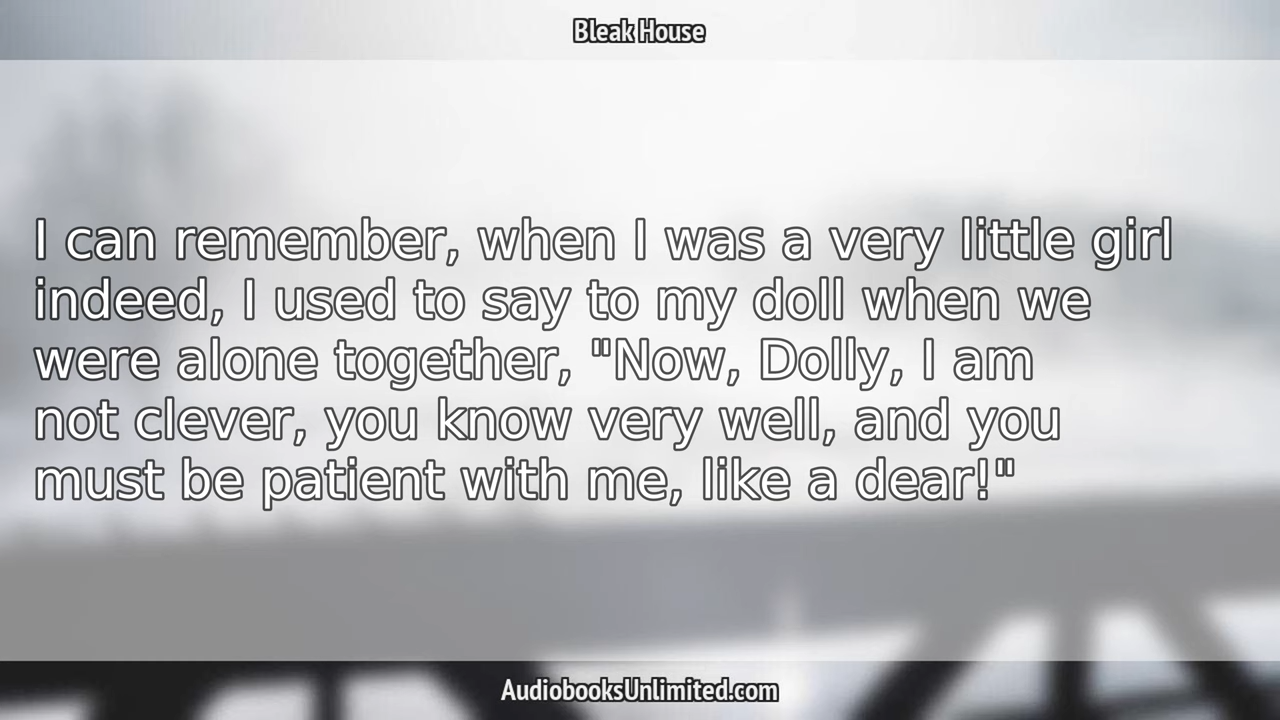 Bleak House
I can remember, when I was a very little girl
indeed, I used to say to my doll when we
were alone together, "Now, Dolly, I am
not clever, you know very well, and you
must be patient with me, like a dear!"
AudiobooksUnlimited.com